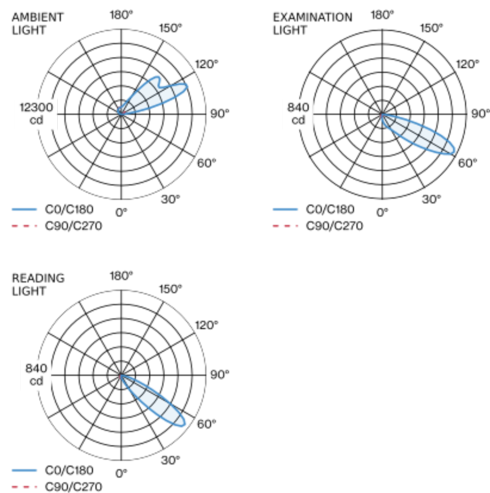 AMBIENT
LIGHT
180°
150°
120°
12300
cd
90°
60°
30°
0°
C0/C180
C90/C270
EXAMINATION
LIGHT
180°
150°
120°
840
cd
90°
60°
30°
0°
C0/C180
C90/C270
READING
LIGHT
180°
150°
120°
840
cd
90°
60°
30°
0°
C0/C180
C90/C270